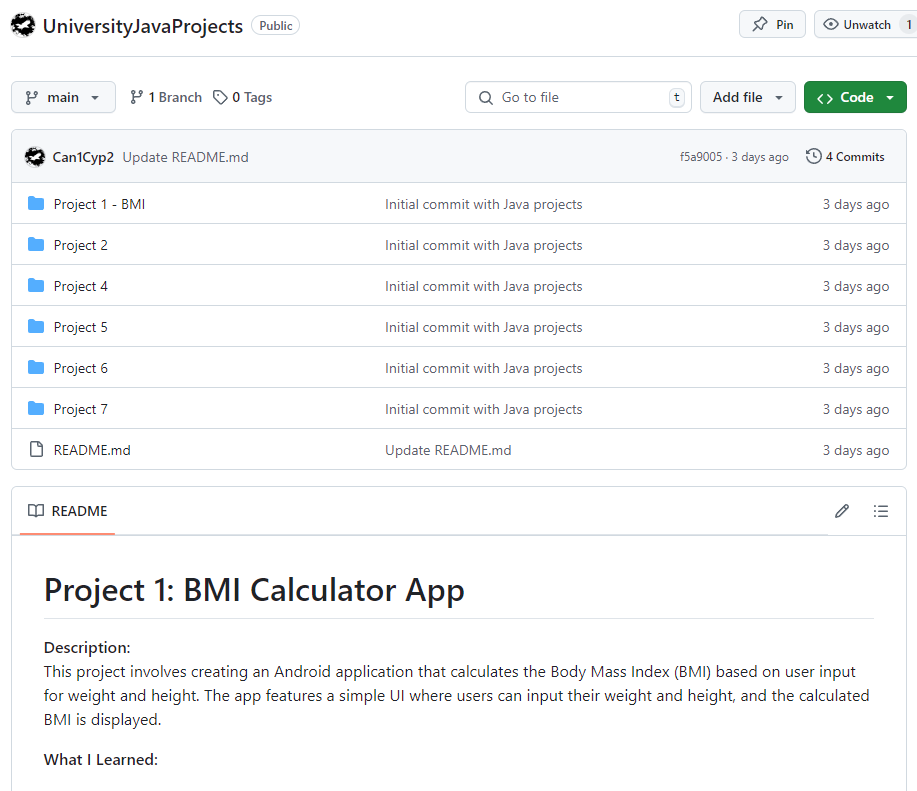 UniversityJavaProjects Public Pin Unwatch 1
main 1 Branch 0 Tags Go to file t Add file Code
Can1Cyp2 Update README.md f5a9005 · 3 days ago 4 Commits
Project 1 - BMI Initial commit with Java projects 3 days ago
Project 2 Initial commit with Java projects 3 days ago
Project 4 Initial commit with Java projects 3 days ago
Project 5 Initial commit with Java projects 3 days ago
Project 6 Initial commit with Java projects 3 days ago
Project 7 Initial commit with Java projects 3 days ago
README.md Update README.md 3 days ago
README
Project 1: BMI Calculator App
Description:
This project involves creating an Android application that calculates the Body Mass Index (BMI) based on user input
for weight and height. The app features a simple UI where users can input their weight and height, and the calculated
BMI is displayed.
What I Learned: